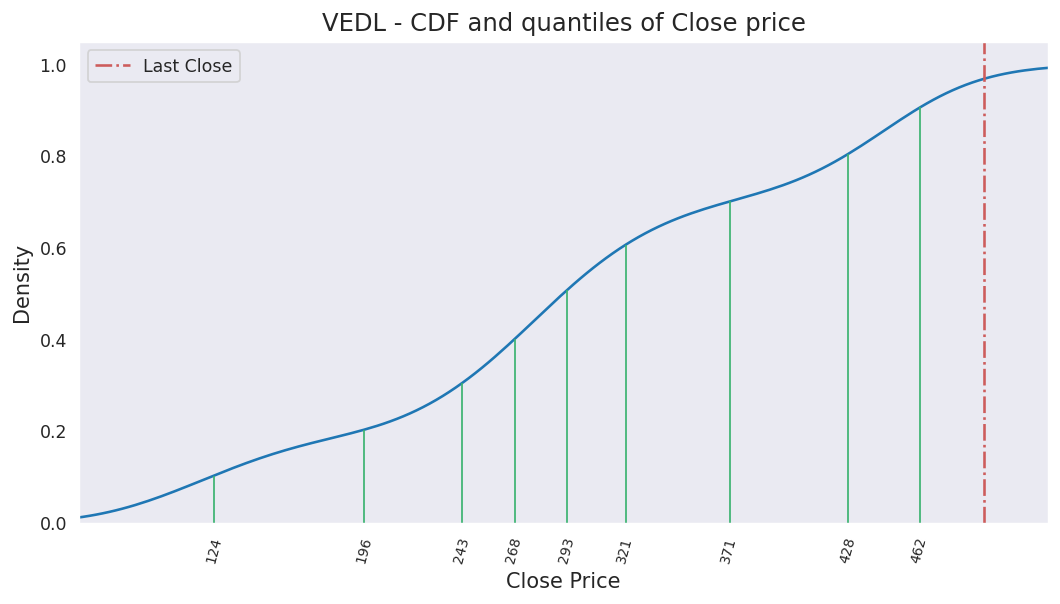 VEDL - CDF and quantiles of Close price
Last Close
1.0
0.8
0.6
0.4
0.2
0.0
Density
124 196 243 268 293 321 371 428 462
Close Price